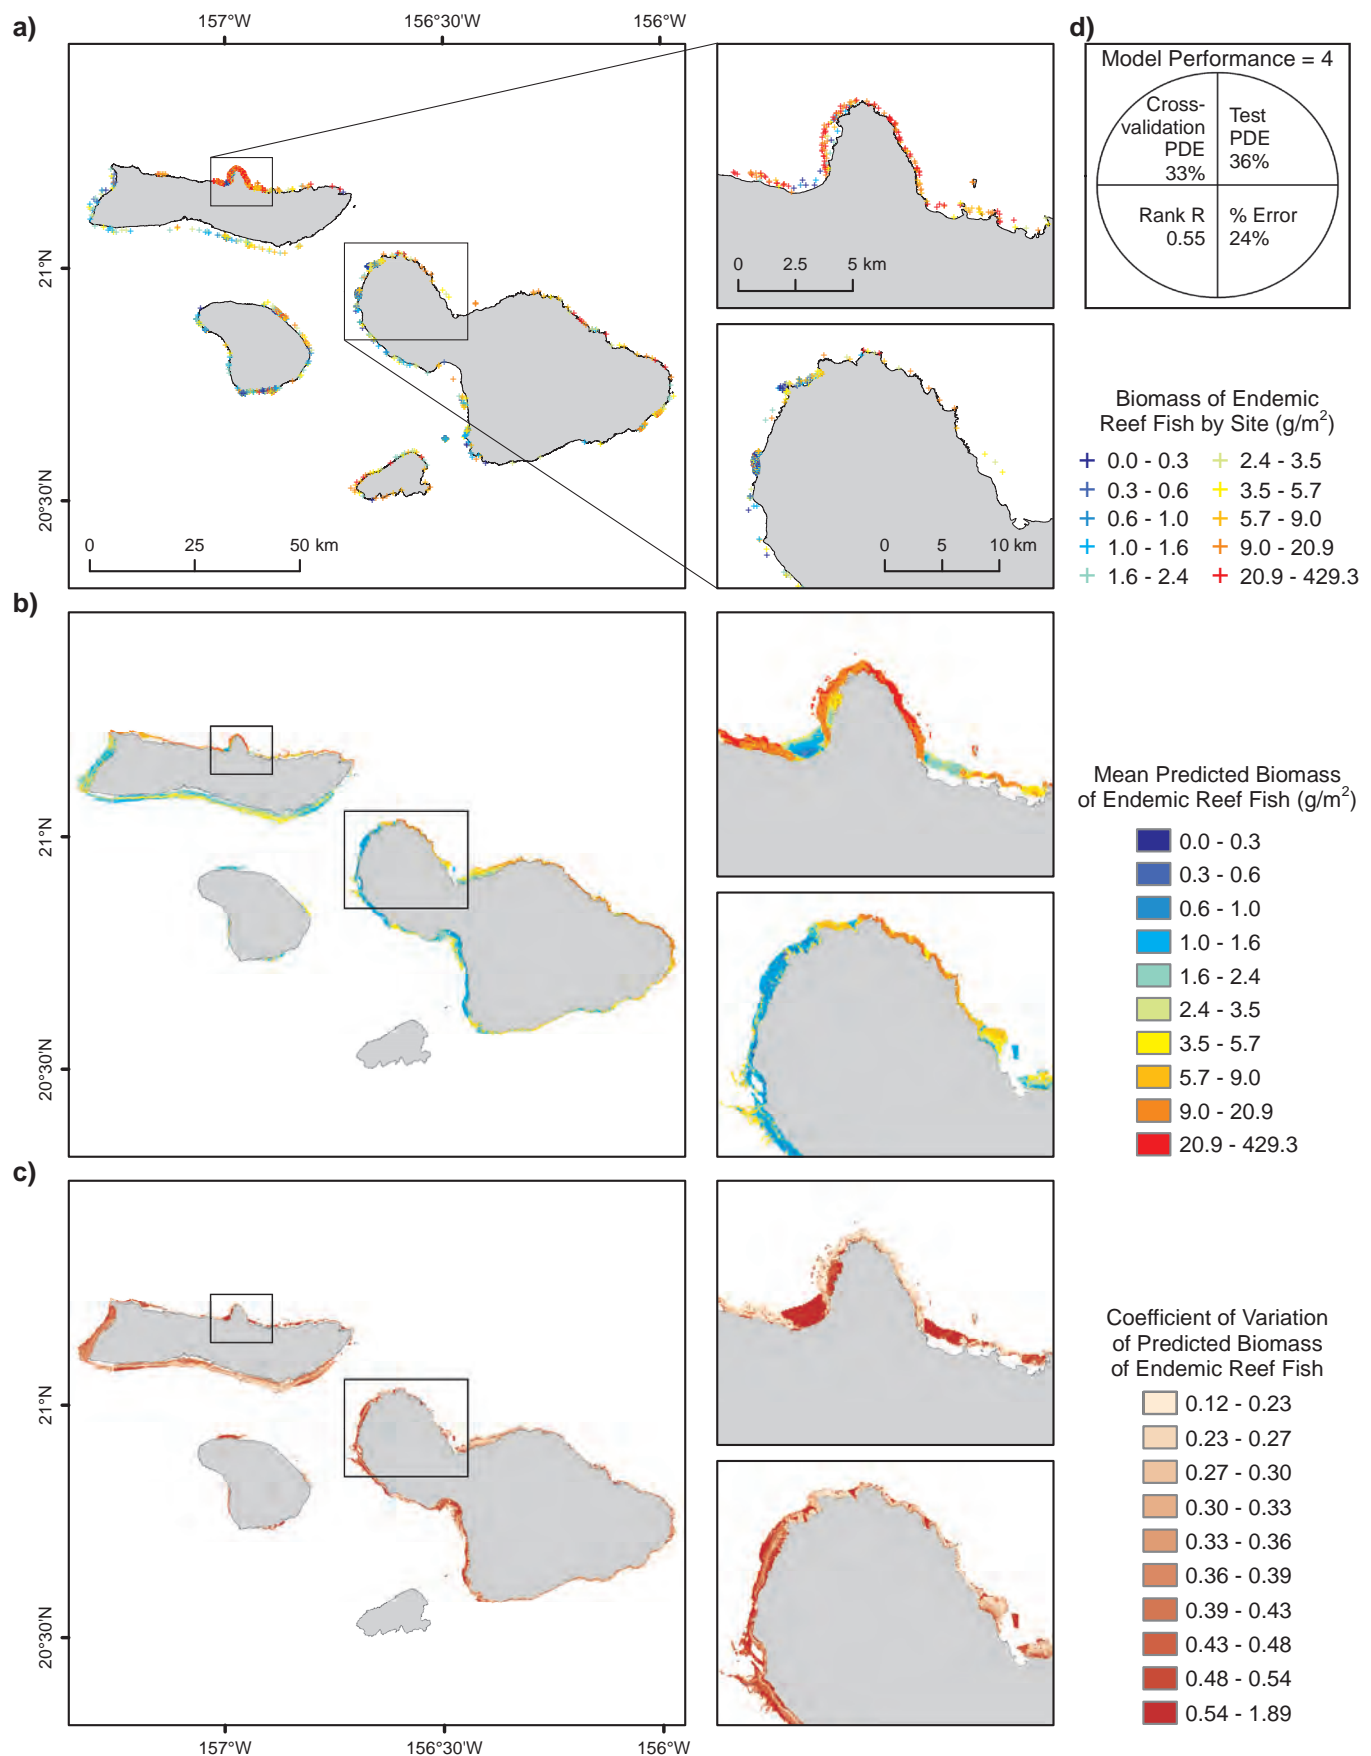 a)
157°W
156°30'W
156°W
21°N
20°30'N
0 25 50 km
0 2.5 5 km
0 5 10 km
d)
Model Performance = 4
Cross-
validation
PDE
33%
Test
PDE
36%
Rank R
0.55
% Error
24%
Biomass of Endemic
Reef Fish by Site (g/m²)
0.0 - 0.3
0.3 - 0.6
0.6 - 1.0
1.0 - 1.6
1.6 - 2.4
2.4 - 3.5
3.5 - 5.7
5.7 - 9.0
9.0 - 20.9
20.9 - 429.3
b)
21°N
20°30'N
Mean Predicted Biomass
of Endemic Reef Fish (g/m²)
0.0 - 0.3
0.3 - 0.6
0.6 - 1.0
1.0 - 1.6
1.6 - 2.4
2.4 - 3.5
3.5 - 5.7
5.7 - 9.0
9.0 - 20.9
20.9 - 429.3
c)
21°N
20°30'N
157°W
156°30'W
156°W
Coefficient of Variation
of Predicted Biomass
of Endemic Reef Fish
0.12 - 0.23
0.23 - 0.27
0.27 - 0.30
0.30 - 0.33
0.33 - 0.36
0.36 - 0.39
0.39 - 0.43
0.43 - 0.48
0.48 - 0.54
0.54 - 1.89